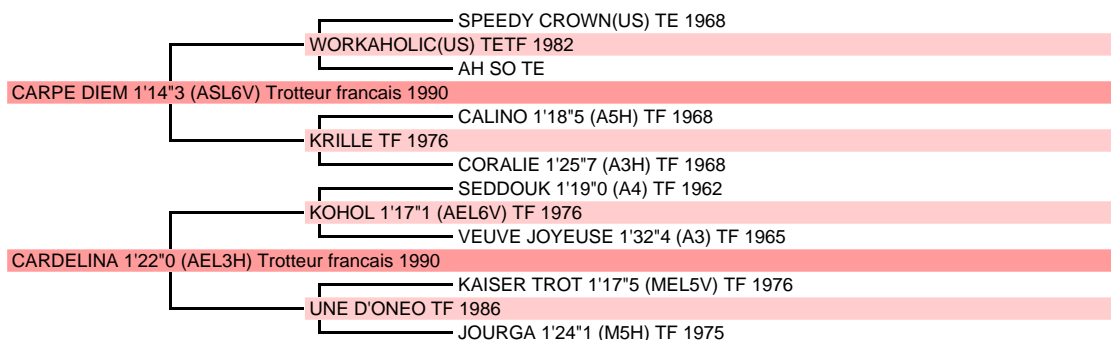 SPEEDY CROWN(US) TE 1968
WORKAHOLIC(US) TETF 1982
AH SO TE
CARPE DIEM 1'14"3 (ASL6V) Trotteur francais 1990
CALINO 1'18"5 (A5H) TF 1968
KRILLE TF 1976
CORALIE 1'25"7 (A3H) TF 1968
SEDDOUK 1'19"0 (A4) TF 1962
KOHOL 1'17"1 (AEL6V) TF 1976
VEUVE JOYEUSE 1'32"4 (A3) TF 1965
CARDELINA 1'22"0 (AEL3H) Trotteur francais 1990
KAISER TROT 1'17"5 (MEL5V) TF 1976
UNE D'ONEO TF 1986
JOURGA 1'24"1 (M5H) TF 1975